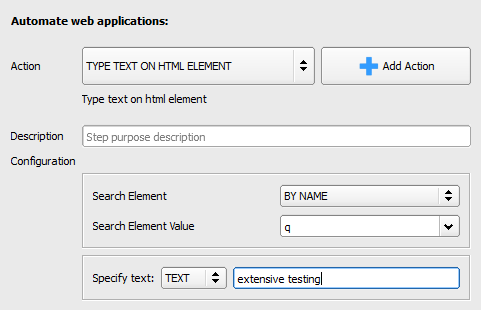 Automate web applications:
Action
TYPE TEXT ON HTML ELEMENT
Add Action
Type text on html element
Description
Step purpose description
Configuration
Search Element
BY NAME
Search Element Value
q
Specify text:
TEXT
extensive testing